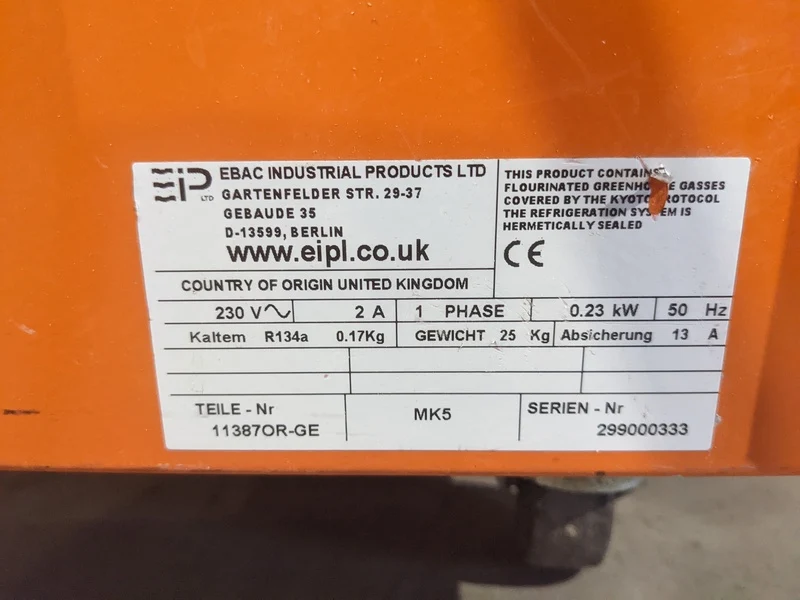 EIP LTD
EBAC INDUSTRIAL PRODUCTS LTD
GARTENFELDER STR. 29-37
GEBAUDE 35
D-13599, BERLIN
www.eipl.co.uk
COUNTRY OF ORIGIN UNITED KINGDOM
THIS PRODUCT CONTAINS
FLOURINATED GREENHOUSE GASSES
COVERED BY THE KYOTO PROTOCOL
THE REFRIGERATION SYSTEM IS
HERMETICALLY SEALED
CE
230 V~ 2 A 1 PHASE 0.23 kW 50 Hz
Kaltem R134a 0.17Kg GEWICHT 25 Kg Absicherung 13 A
TEILE - Nr
11387OR-GE
MK5
SERIEN - Nr
299000333